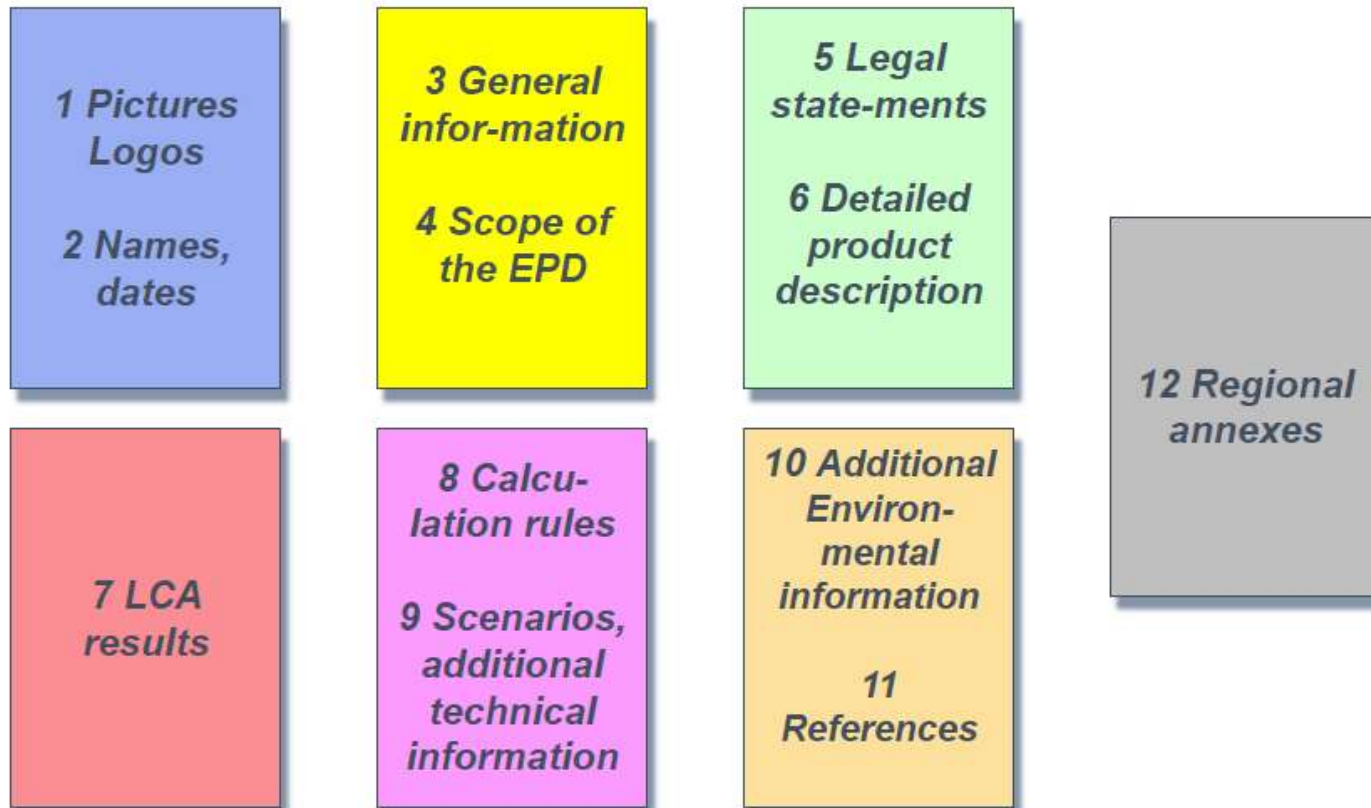 1 Pictures
Logos
2 Names,
dates
3 General
infor-mation
4 Scope of
the EPD
5 Legal
state-ments
6 Detailed
product
description
7 LCA
results
8 Calcu-
lation rules
9 Scenarios,
additional
technical
information
10 Additional
Environ-
mental
information
11
References
12 Regional
annexes